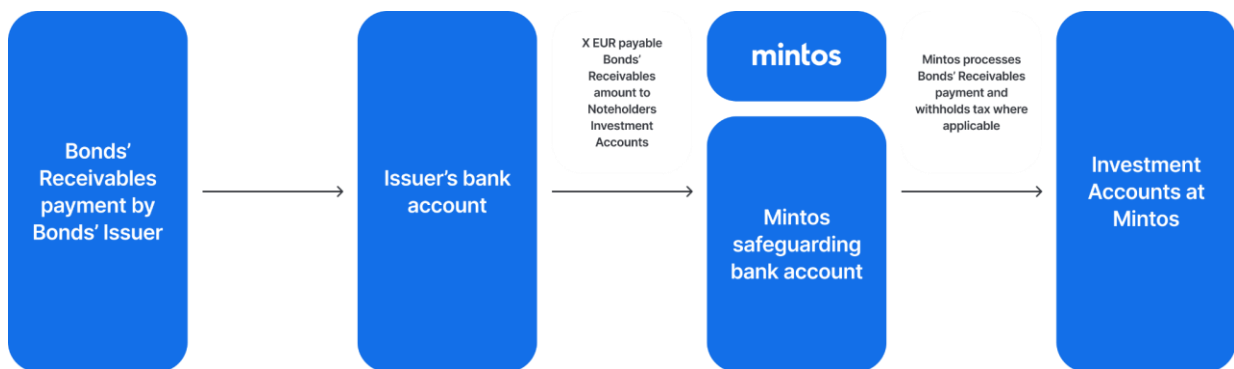 Bonds’
Receivables
payment by
Bonds’ Issuer
Issuer’s bank
account
X EUR payable
Bonds’
Receivables
amount to
Noteholders
Investment
Accounts
mintos
Mintos
safeguarding
bank account
Mintos processes
Bonds’ Receivables
payment and
withholds tax where
applicable
Investment
Accounts at
Mintos